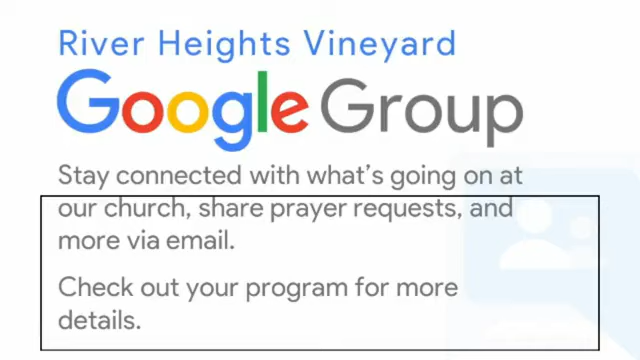 River Heights Vineyard
Google Group
Stay connected with what's going on at
our church, share prayer requests, and
more via email.
Check out your program for more
details.